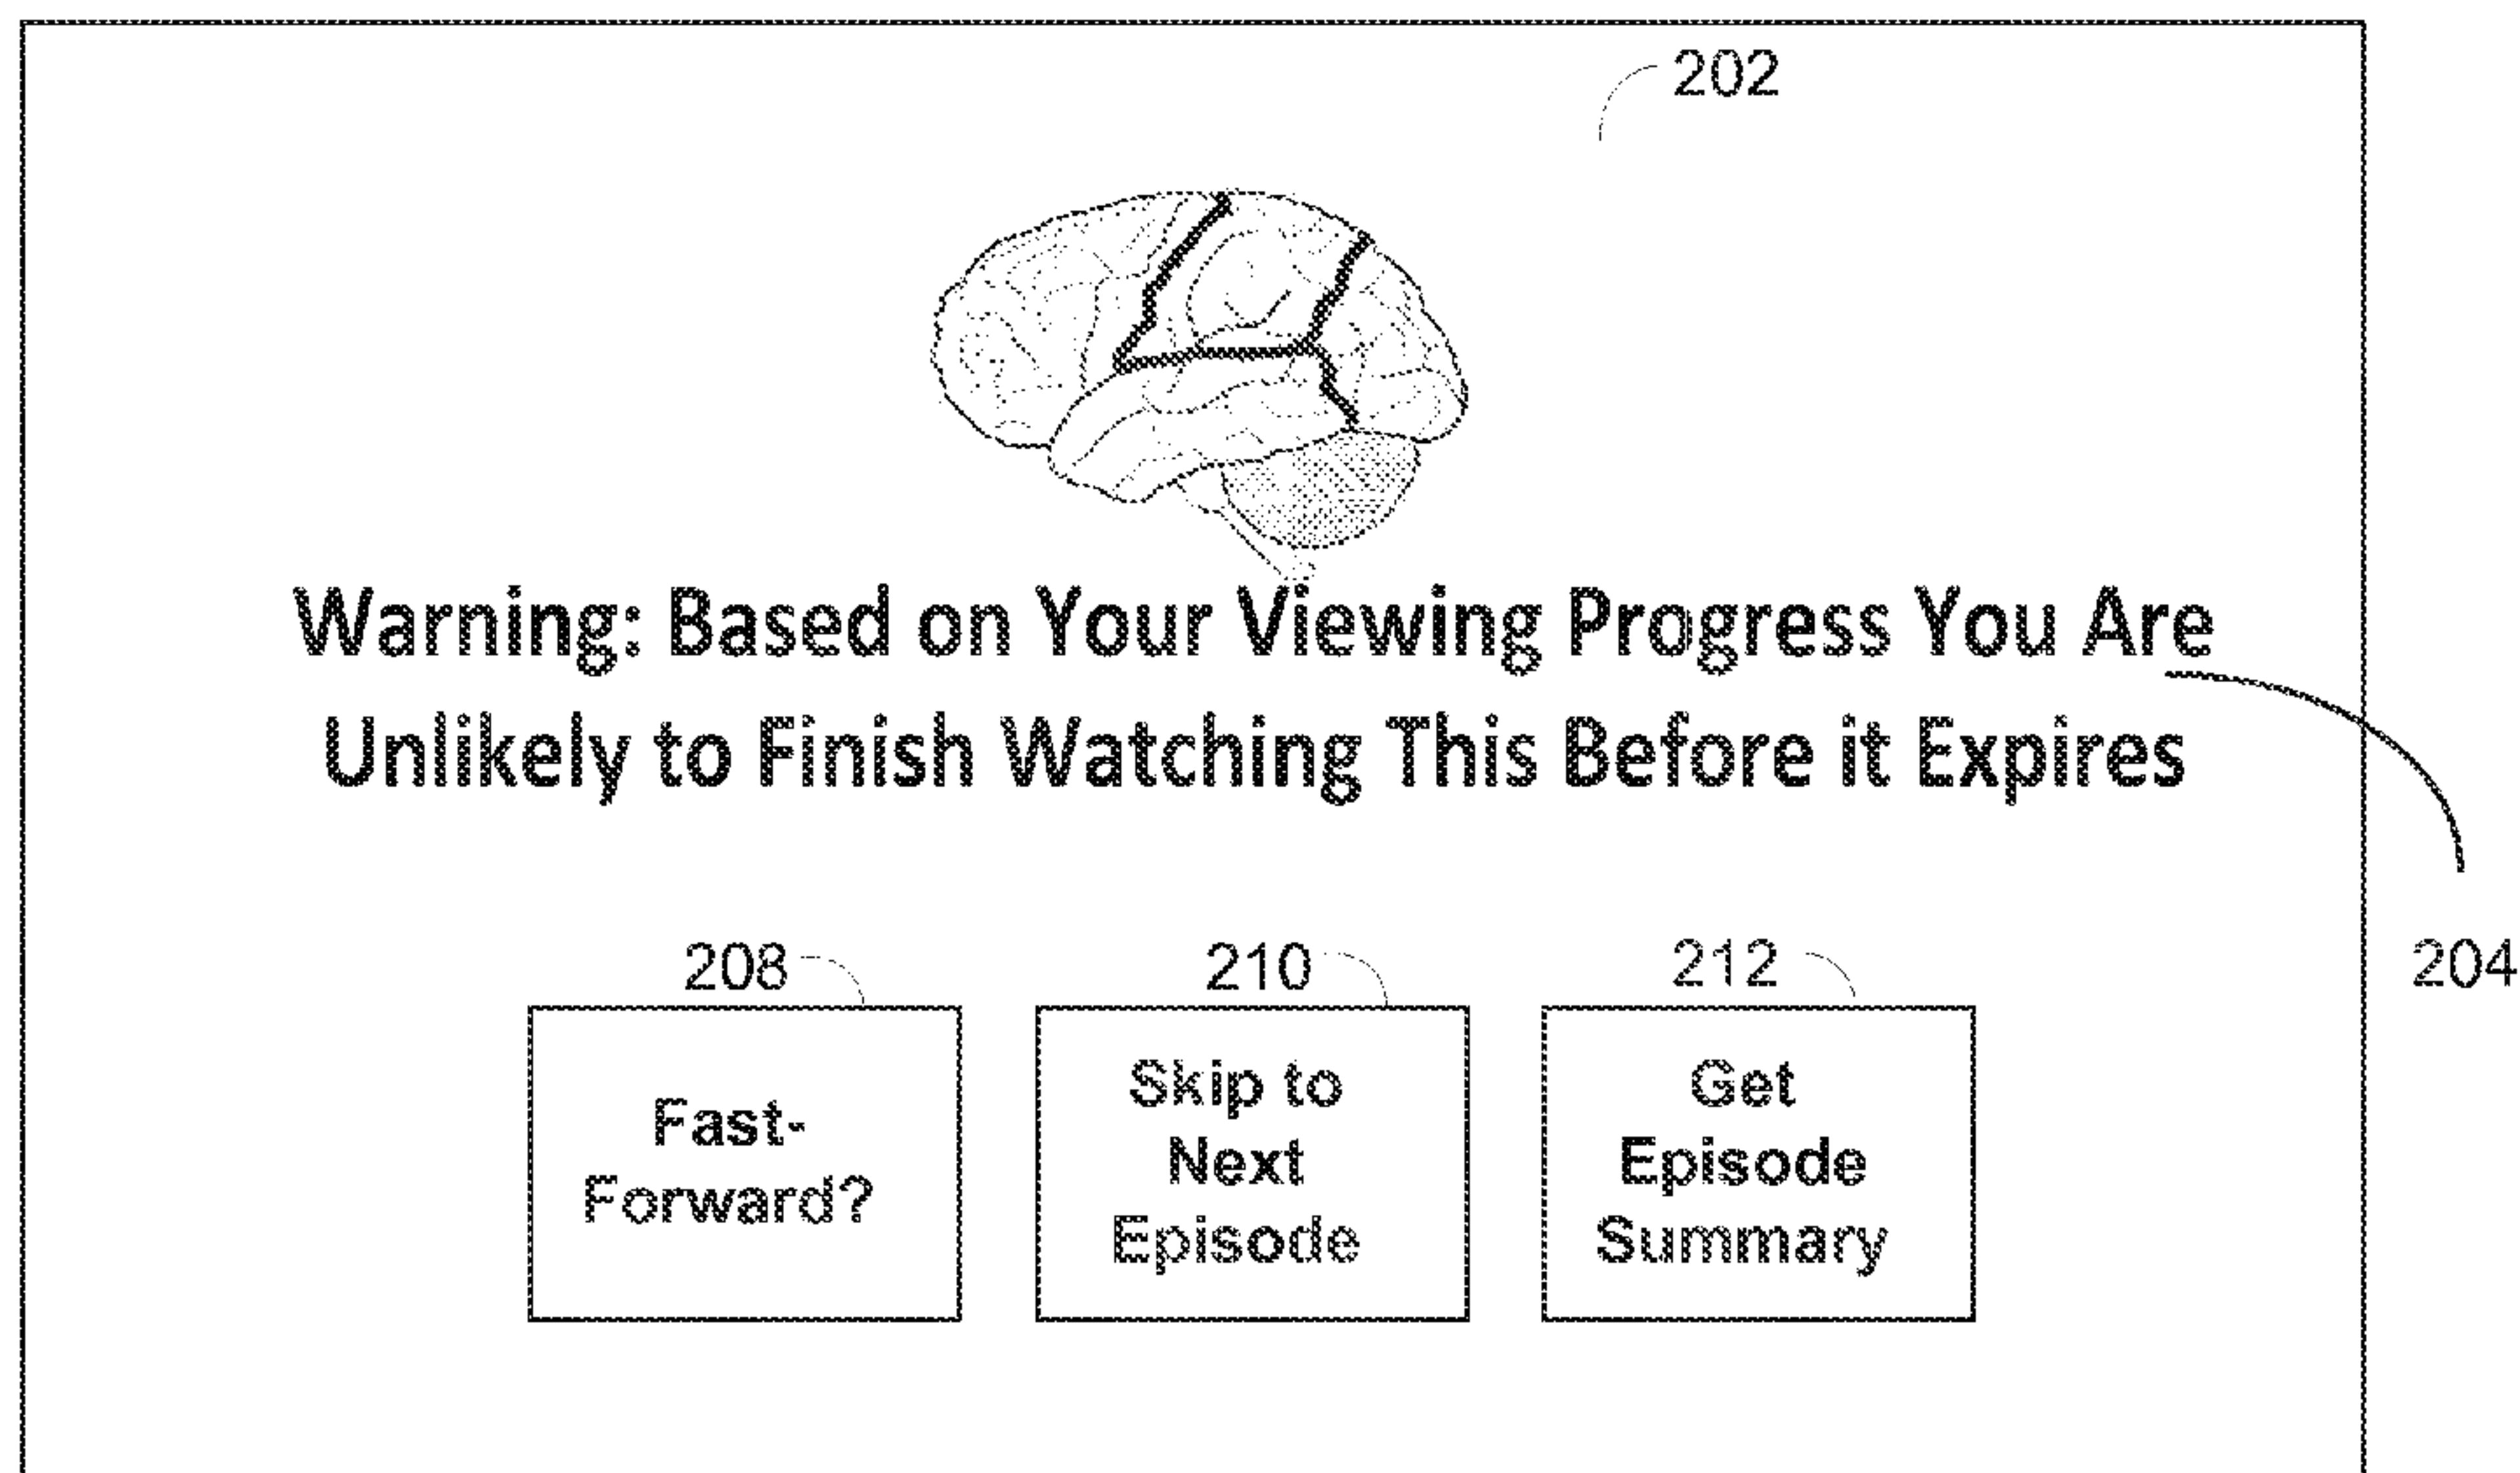 202
Warning: Based on Your Viewing Progress You Are
Unlikely to Finish Watching This Before it Expires
204
208
Fast-
Forward?
210
Skip to
Next
Episode
212
Get
Episode
Summary